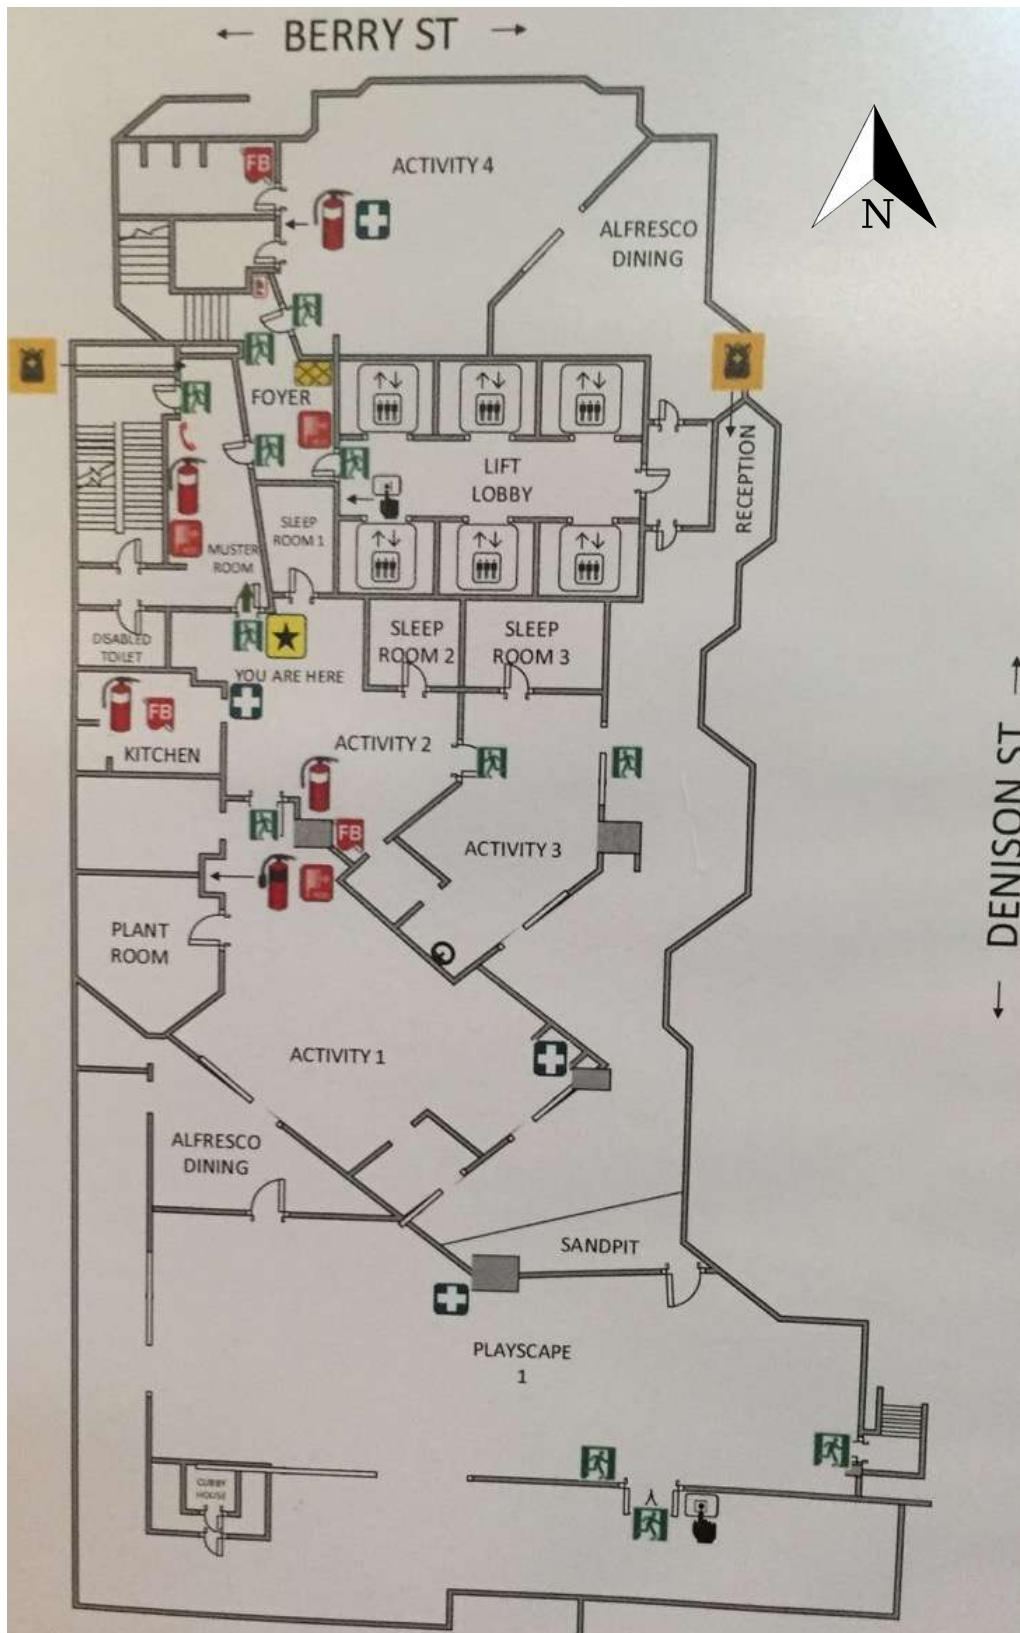 ← BERRY ST →
ACTIVITY 4
FB
N
ALFRESCO
DINING
FOYER
LIFT
LOBBY
RECEPTION
SLEEP
ROOM 1
MUSTER
ROOM
SLEEP
ROOM 2
SLEEP
ROOM 3
DISABLED
TOILET
YOU ARE HERE
FB
KITCHEN
ACTIVITY 2
FB
ACTIVITY 3
← DENISON ST →
PLANT
ROOM
ACTIVITY 1
ALFRESCO
DINING
SANDPIT
PLAYSCAPE
1
CUBBY
HOUSE